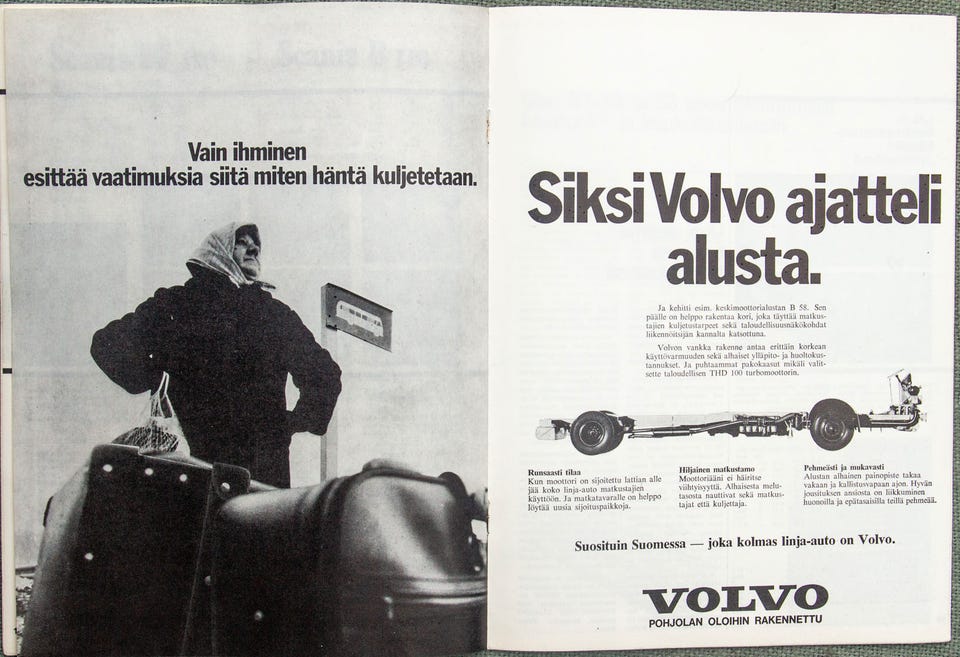 Vain ihminen
esittää vaatimuksia siitä miten häntä kuljetetaan.
Siksi Volvo ajatteli
alusta.
Ja kehitti esim. keskimoottorialustan B 58. Sen
päälle on helppo rakentaa kori, joka täyttää matkus-
tajien kuljetustarpeet sekä taloudellisuusnäkökohdat
liikennöitsijän kannalta katsottuna.
Volvon vankka rakenne antaa erittäin korkean
käyttövarmuuden sekä alhaiset ylläpito- ja huoltokus-
tannukset. Ja puhtaammat pakokaasut mikäli valit-
sette taloudellisen THD 100 turbomoottorin.
Runsaasti tilaa
Kun moottori on sijoitettu lattian alle
jää koko linja-auto matkustajien
käyttöön. Ja matkatavaralle on helppo
löytää uusia sijoituspaikkoja.
Hiljainen matkustamo
Moottoriääni ei häiritse
viihtyisyyttä. Alhaisesta melu-
tasosta nauttivat sekä matkus-
tajat että kuljettaja.
Pehmeästi ja mukavasti
Alustan alhainen painopiste takaa
vakaan ja kallistusvapaan ajon. Hyvän
jousituksen ansiosta on liikkuminen
huonoilla ja epätasaisilla teillä pehmeää.
Suosituin Suomessa — joka kolmas linja-auto on Volvo.
VOLVO
POHJOLAN OLOIHIN RAKENNETTU